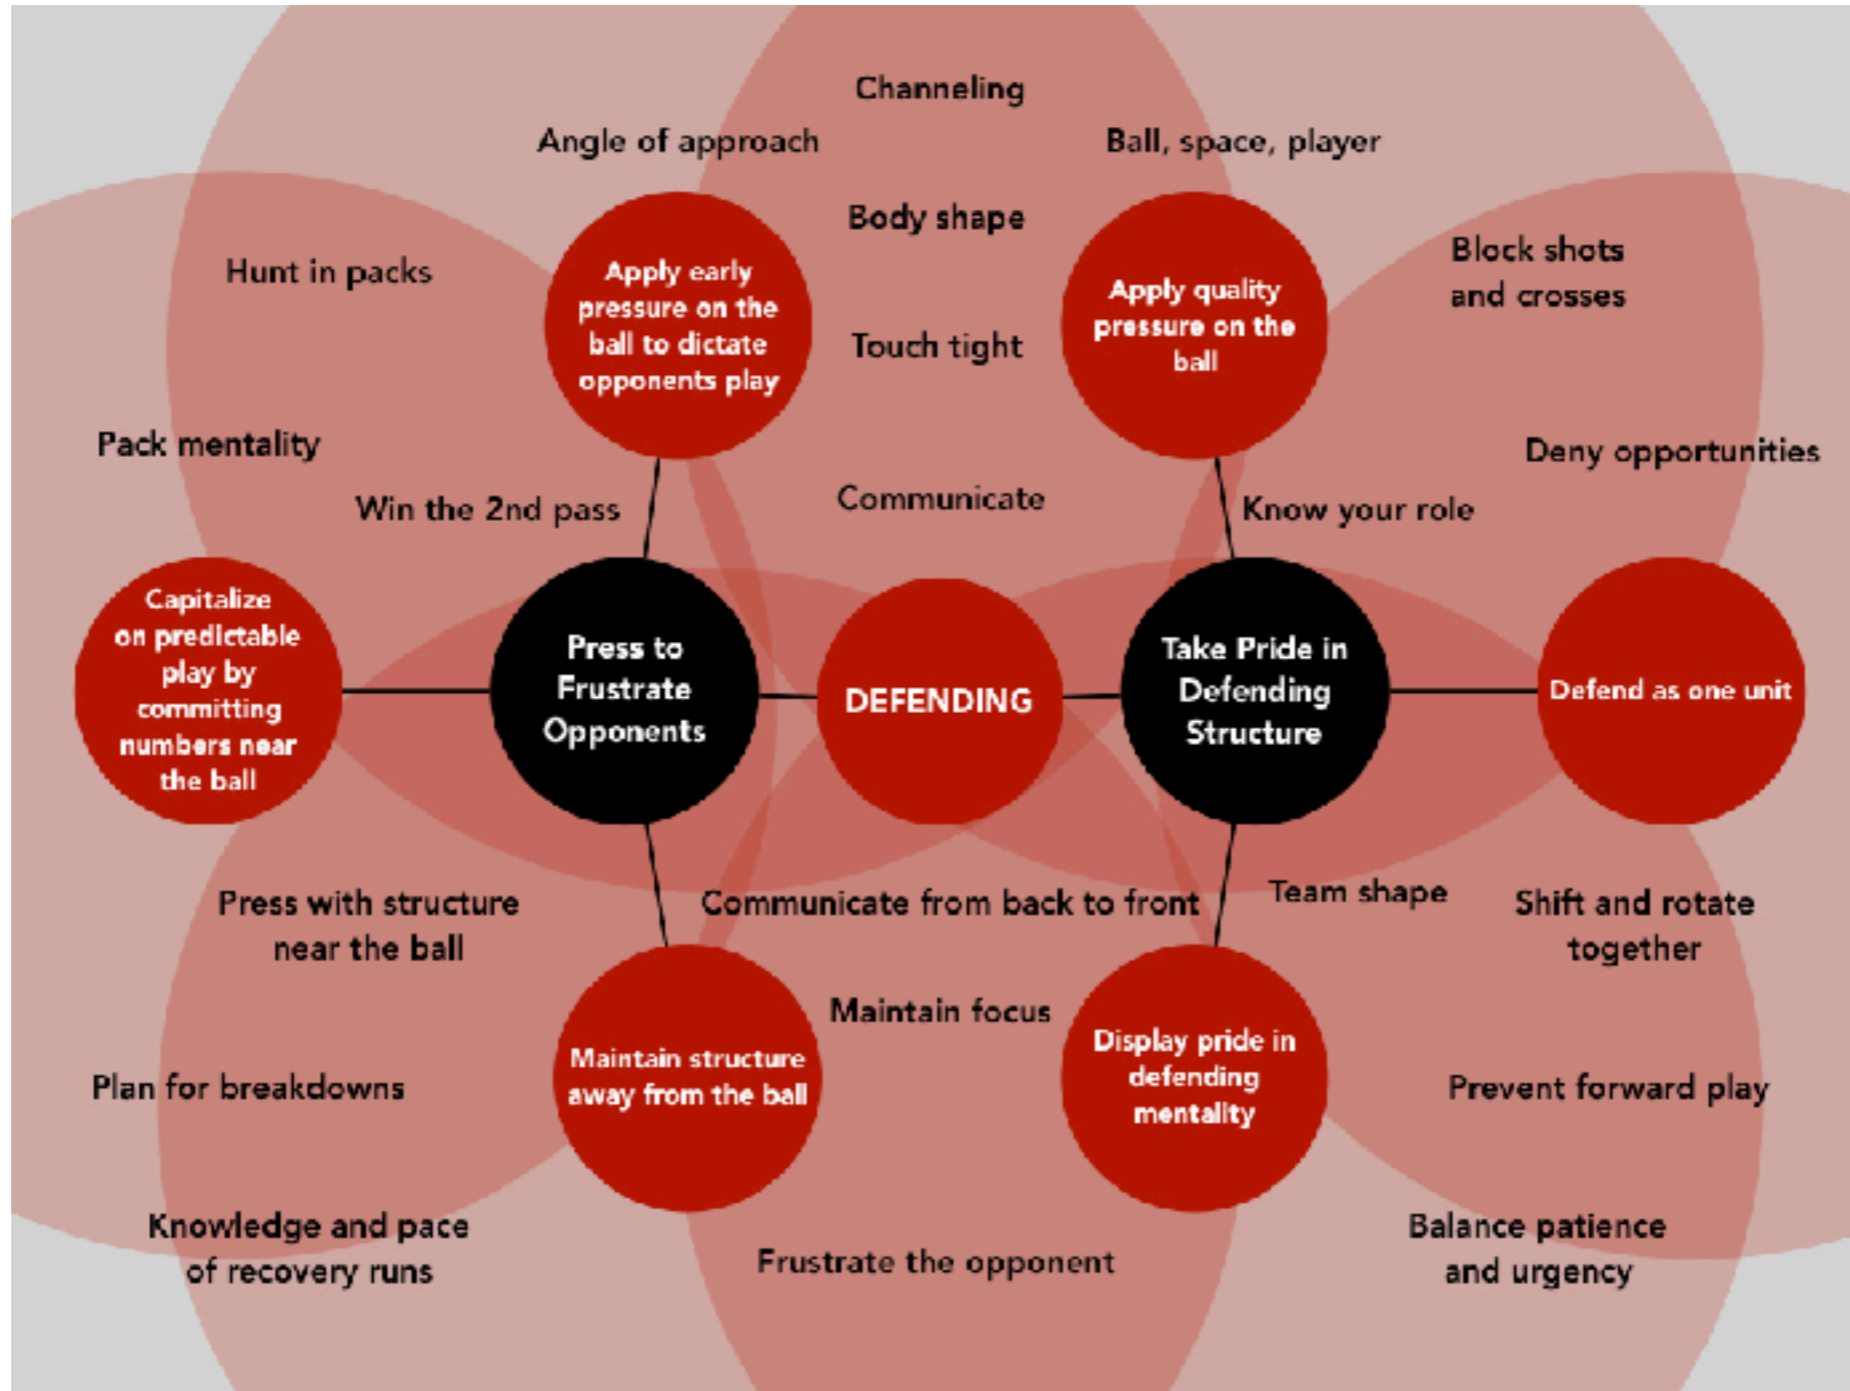 Channeling
Angle of approach
Ball, space, player
Body shape
Hunt in packs
Apply early
pressure on the
ball to dictate
opponents play
Touch tight
Apply quality
pressure on the
ball
Block shots
and crosses
Pack mentality
Win the 2nd pass
Communicate
Know your role
Deny opportunities
Capitalize
on predictable
play by
committing
numbers near
the ball
Press to
Frustrate
Opponents
DEFENDING
Take Pride in
Defending
Structure
Defend as one unit
Press with structure
near the ball
Communicate from back to front
Team shape
Shift and rotate
together
Maintain focus
Plan for breakdowns
Maintain structure
away from the ball
Display pride in
defending
mentality
Prevent forward play
Knowledge and pace
of recovery runs
Frustrate the opponent
Balance patience
and urgency